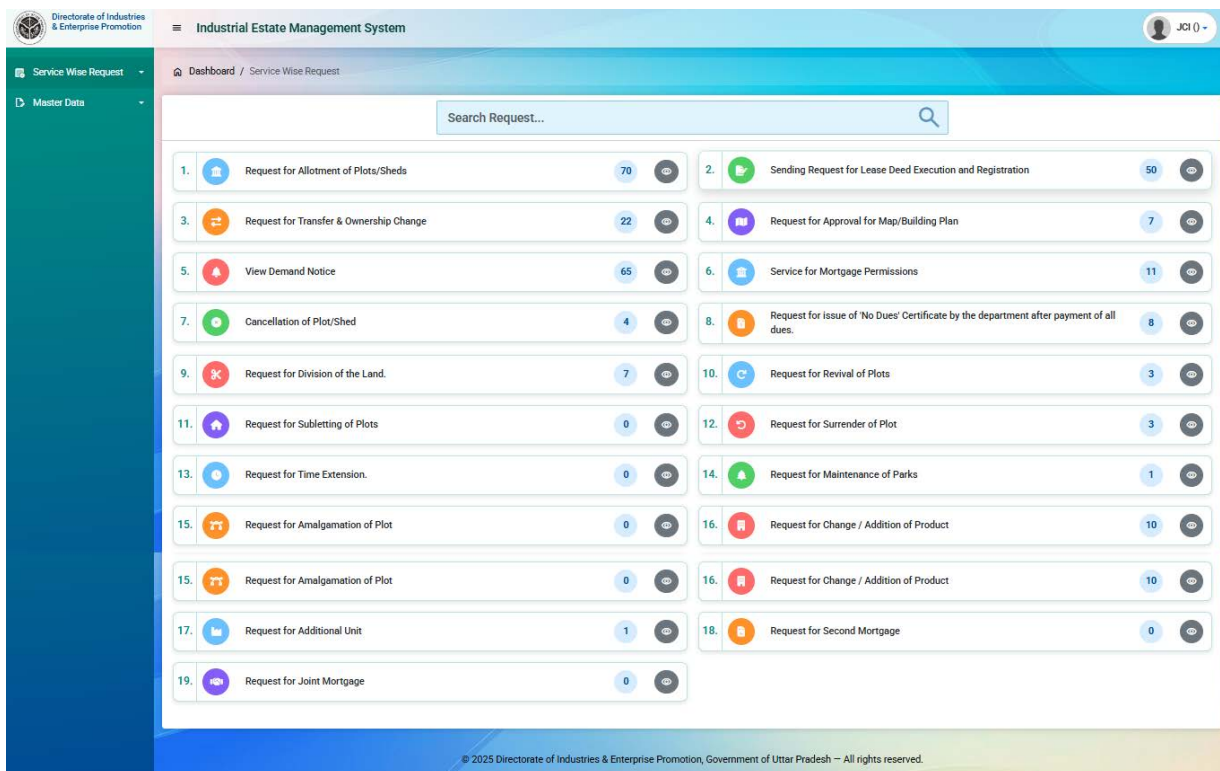 Directorate of Industries
& Enterprise Promotion
Industrial Estate Management System
JCI ()
Service Wise Request
Master Data
Dashboard / Service Wise Request
Search Request...
1. Request for Allotment of Plots/Sheds 70
2. Sending Request for Lease Deed Execution and Registration 50
3. Request for Transfer & Ownership Change 22
4. Request for Approval for Map/Building Plan 7
5. View Demand Notice 65
6. Service for Mortgage Permissions 11
7. Cancellation of Plot/Shed 4
8. Request for issue of 'No Dues' Certificate by the department after payment of all
dues. 8
9. Request for Division of the Land. 7
10. Request for Revival of Plots 3
11. Request for Subletting of Plots 0
12. Request for Surrender of Plot 3
13. Request for Time Extension. 0
14. Request for Maintenance of Parks 1
15. Request for Amalgamation of Plot 0
16. Request for Change / Addition of Product 10
15. Request for Amalgamation of Plot 0
16. Request for Change / Addition of Product 10
17. Request for Additional Unit 1
18. Request for Second Mortgage 0
19. Request for Joint Mortgage 0
© 2025 Directorate of Industries & Enterprise Promotion, Government of Uttar Pradesh — All rights reserved.